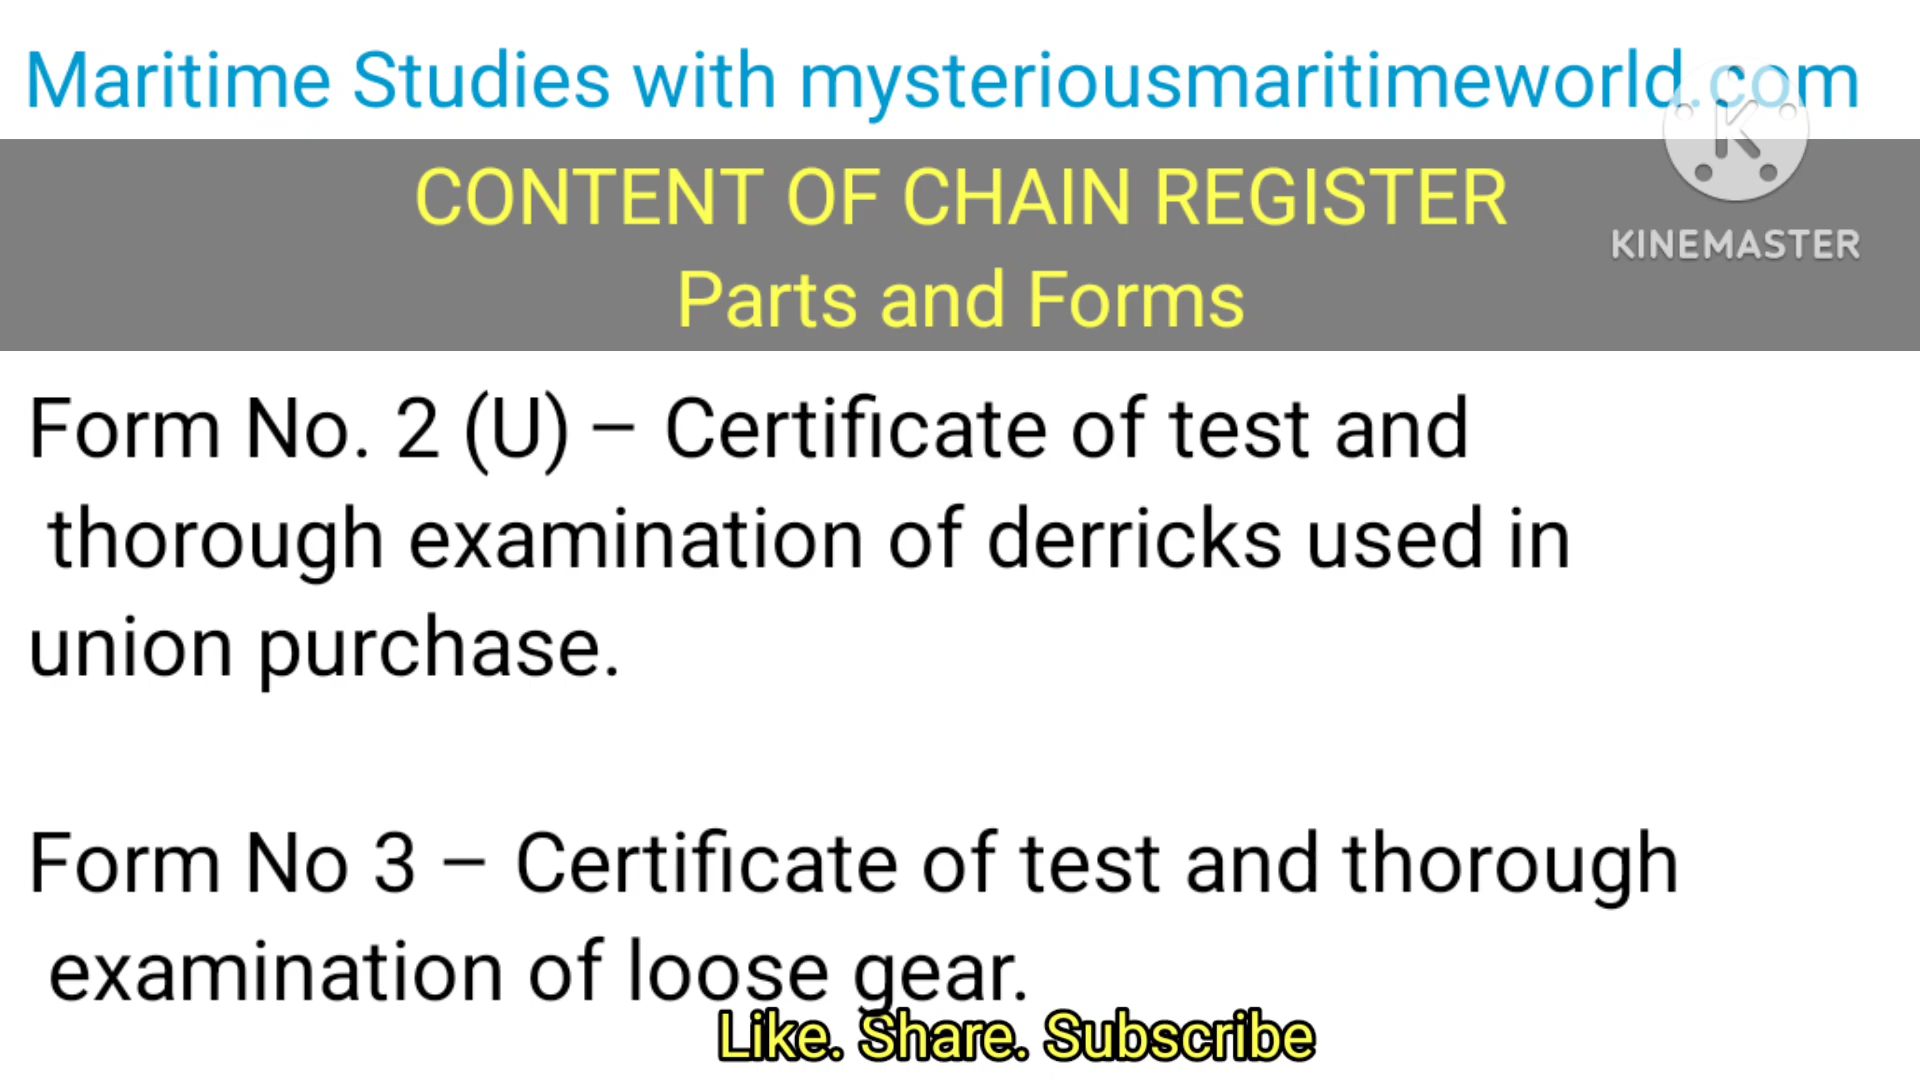 Maritime Studies with mysteriousmaritimeworld.com
CONTENT OF CHAIN REGISTER
KINEMASTER
Parts and Forms
Form No. 2 (U) – Certificate of test and
thorough examination of derricks used in
union purchase.
Form No 3 – Certificate of test and thorough
examination of loose gear.
Like. Share. Subscribe